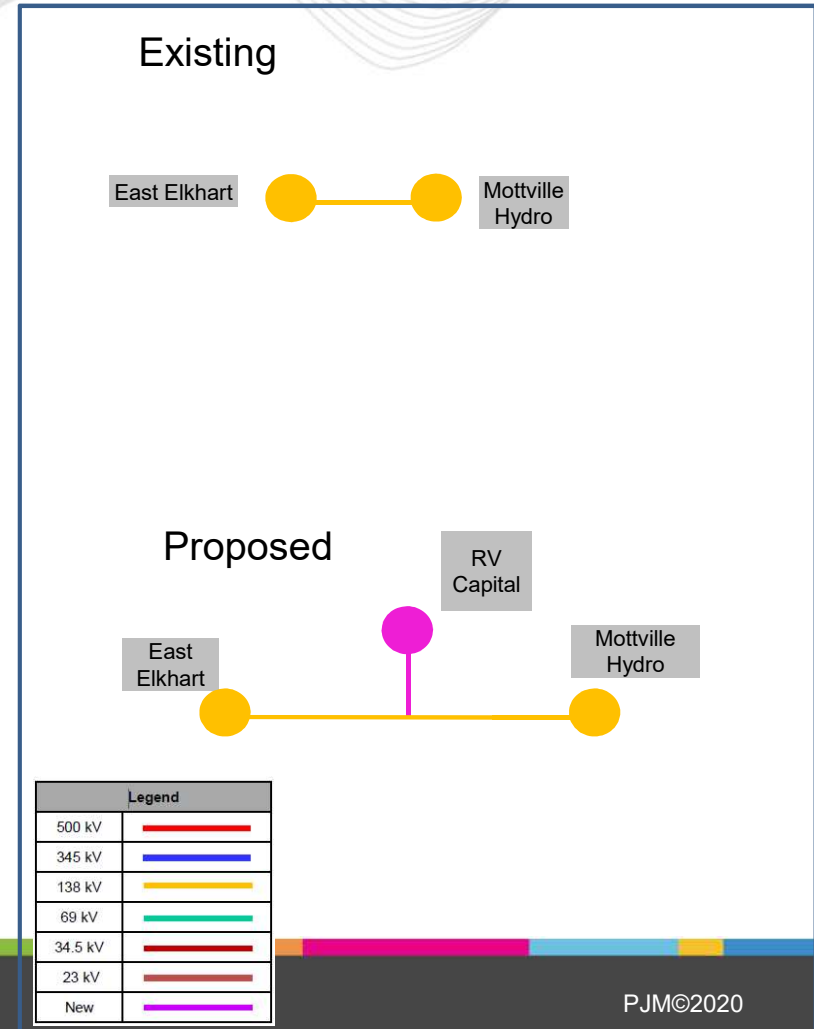 Existing
East Elkhart
Mottville
Hydro
Proposed
RV
Capital
East
Elkhart
Mottville
Hydro
Legend
500 kV
345 kV
138 kV
69 kV
34.5 kV
23 kV
New
PJM©2020